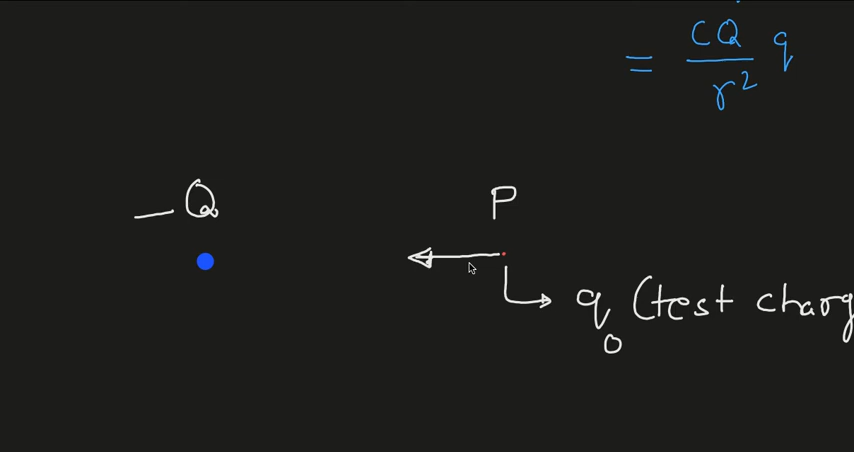 = CQ/r² q
— Q
P
q₀ (test charg